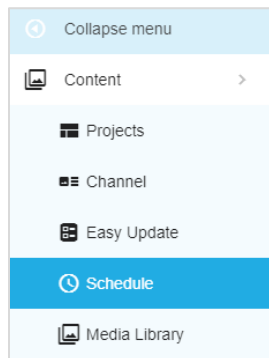 Collapse menu
Content
Projects
Channel
Easy Update
Schedule
Media Library